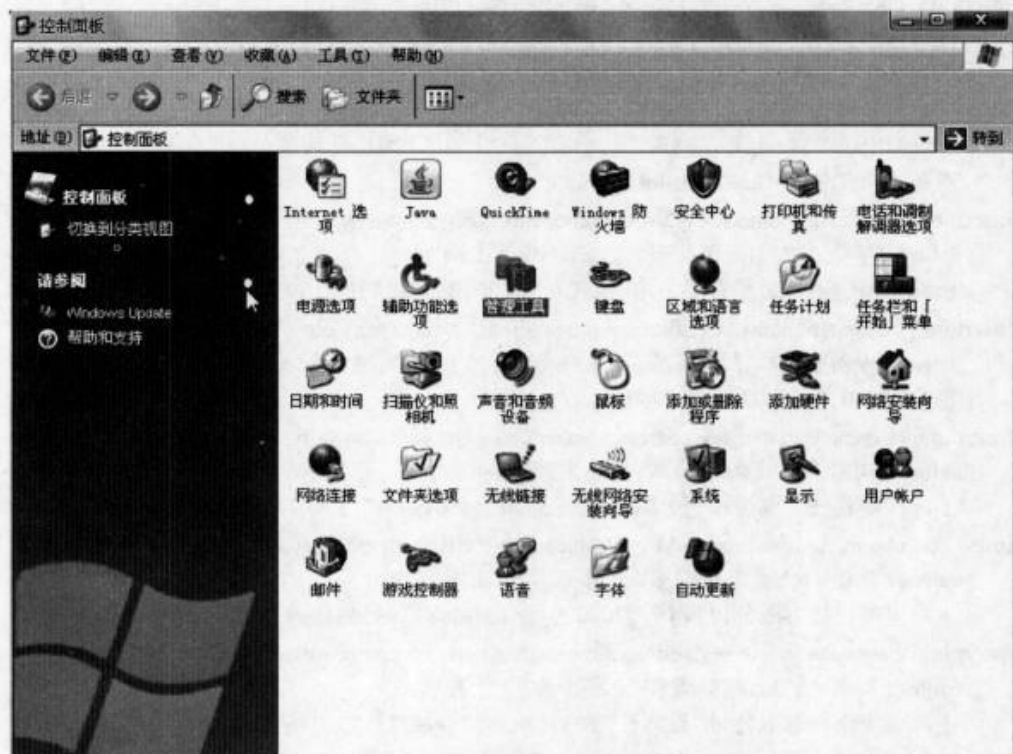 控制面板
文件(F) 编辑(E) 查看(V) 收藏(A) 工具(T) 帮助(H)
后退 搜索 文件夹
地址(D) 控制面板 转到
控制面板
切换到分类视图
请参阅
Windows Update
帮助和支持
Internet 选
项
Java
QuickTime
Windows 防
火墙
安全中心
打印机和传
真
电话和调制
解调器选项
电源选项
辅助功能选
项
管理工具
键盘
区域和语言
选项
任务计划
任务栏和「
开始」菜单
日期和时间
扫描仪和照
相机
声音和音频
设备
鼠标
添加或删除
程序
添加硬件
网络安装向
导
网络连接
文件夹选项
无线链接
无线网络安
装向导
系统
显示
用户帐户
邮件
游戏控制器
语音
字体
自动更新